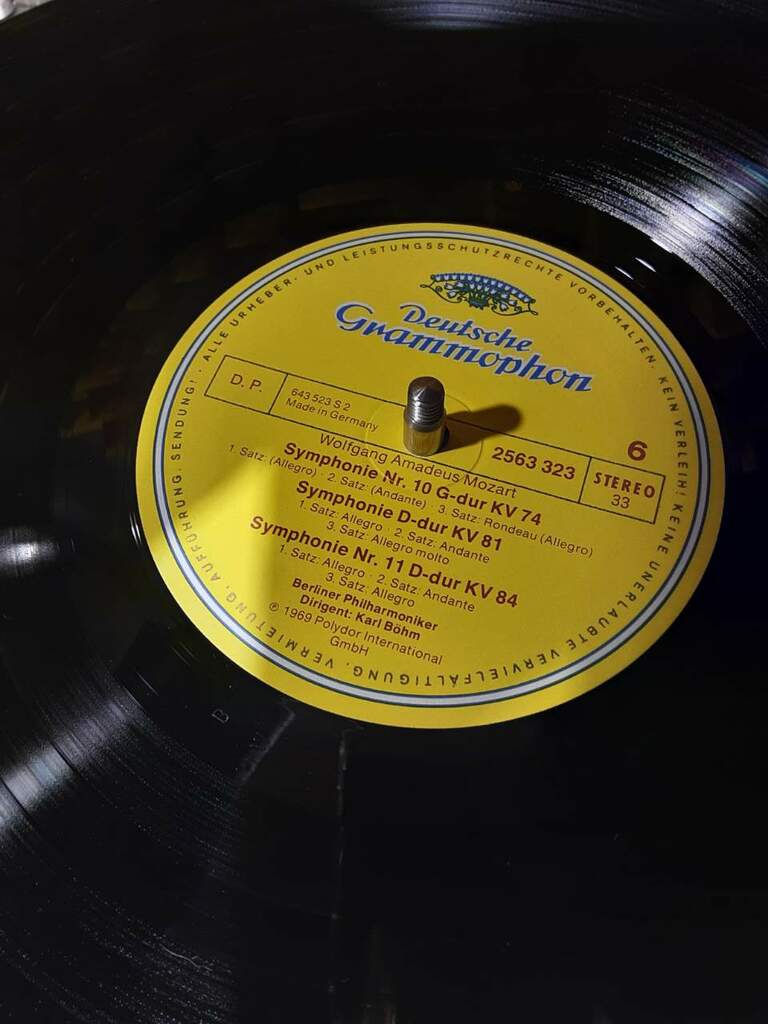 ALLE URHEBER- UND LEISTUNGSSCHUTZRECHTE VORBEHALTEN. KEIN VERLEIH! KEINE UNERLAUBTE VERVIELFÄLTIGUNG, VERMIETUNG, AUFFÜHRUNG, SENDUNG!
Deutsche
Grammophon
D.P.
643 523 S 2
Made in Germany
6
2563 323
STEREO
33
Wolfgang Amadeus Mozart
Symphonie Nr. 10 G-dur KV 74
1. Satz: (Allegro) · 2. Satz: (Andante) · 3. Satz: Rondeau (Allegro)
Symphonie D-dur KV 81
1. Satz: Allegro · 2. Satz: Andante
3. Satz: Allegro molto
Symphonie Nr. 11 D-dur KV 84
1. Satz: Allegro · 2. Satz: Andante
3. Satz: Allegro
Berliner Philharmoniker
Dirigent: Karl Böhm
℗ 1969 Polydor International
GmbH